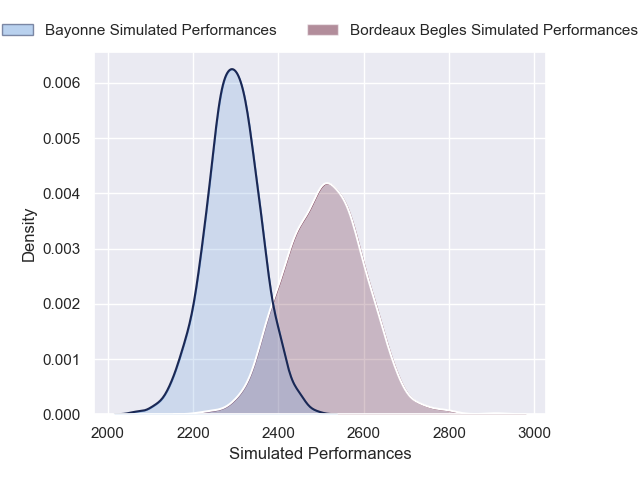 Bayonne Simulated Performances
Bordeaux Begles Simulated Performances
0.006
0.005
0.004
0.003
0.002
0.001
0.000
Density
2000 2200 2400 2600 2800 3000
Simulated Performances